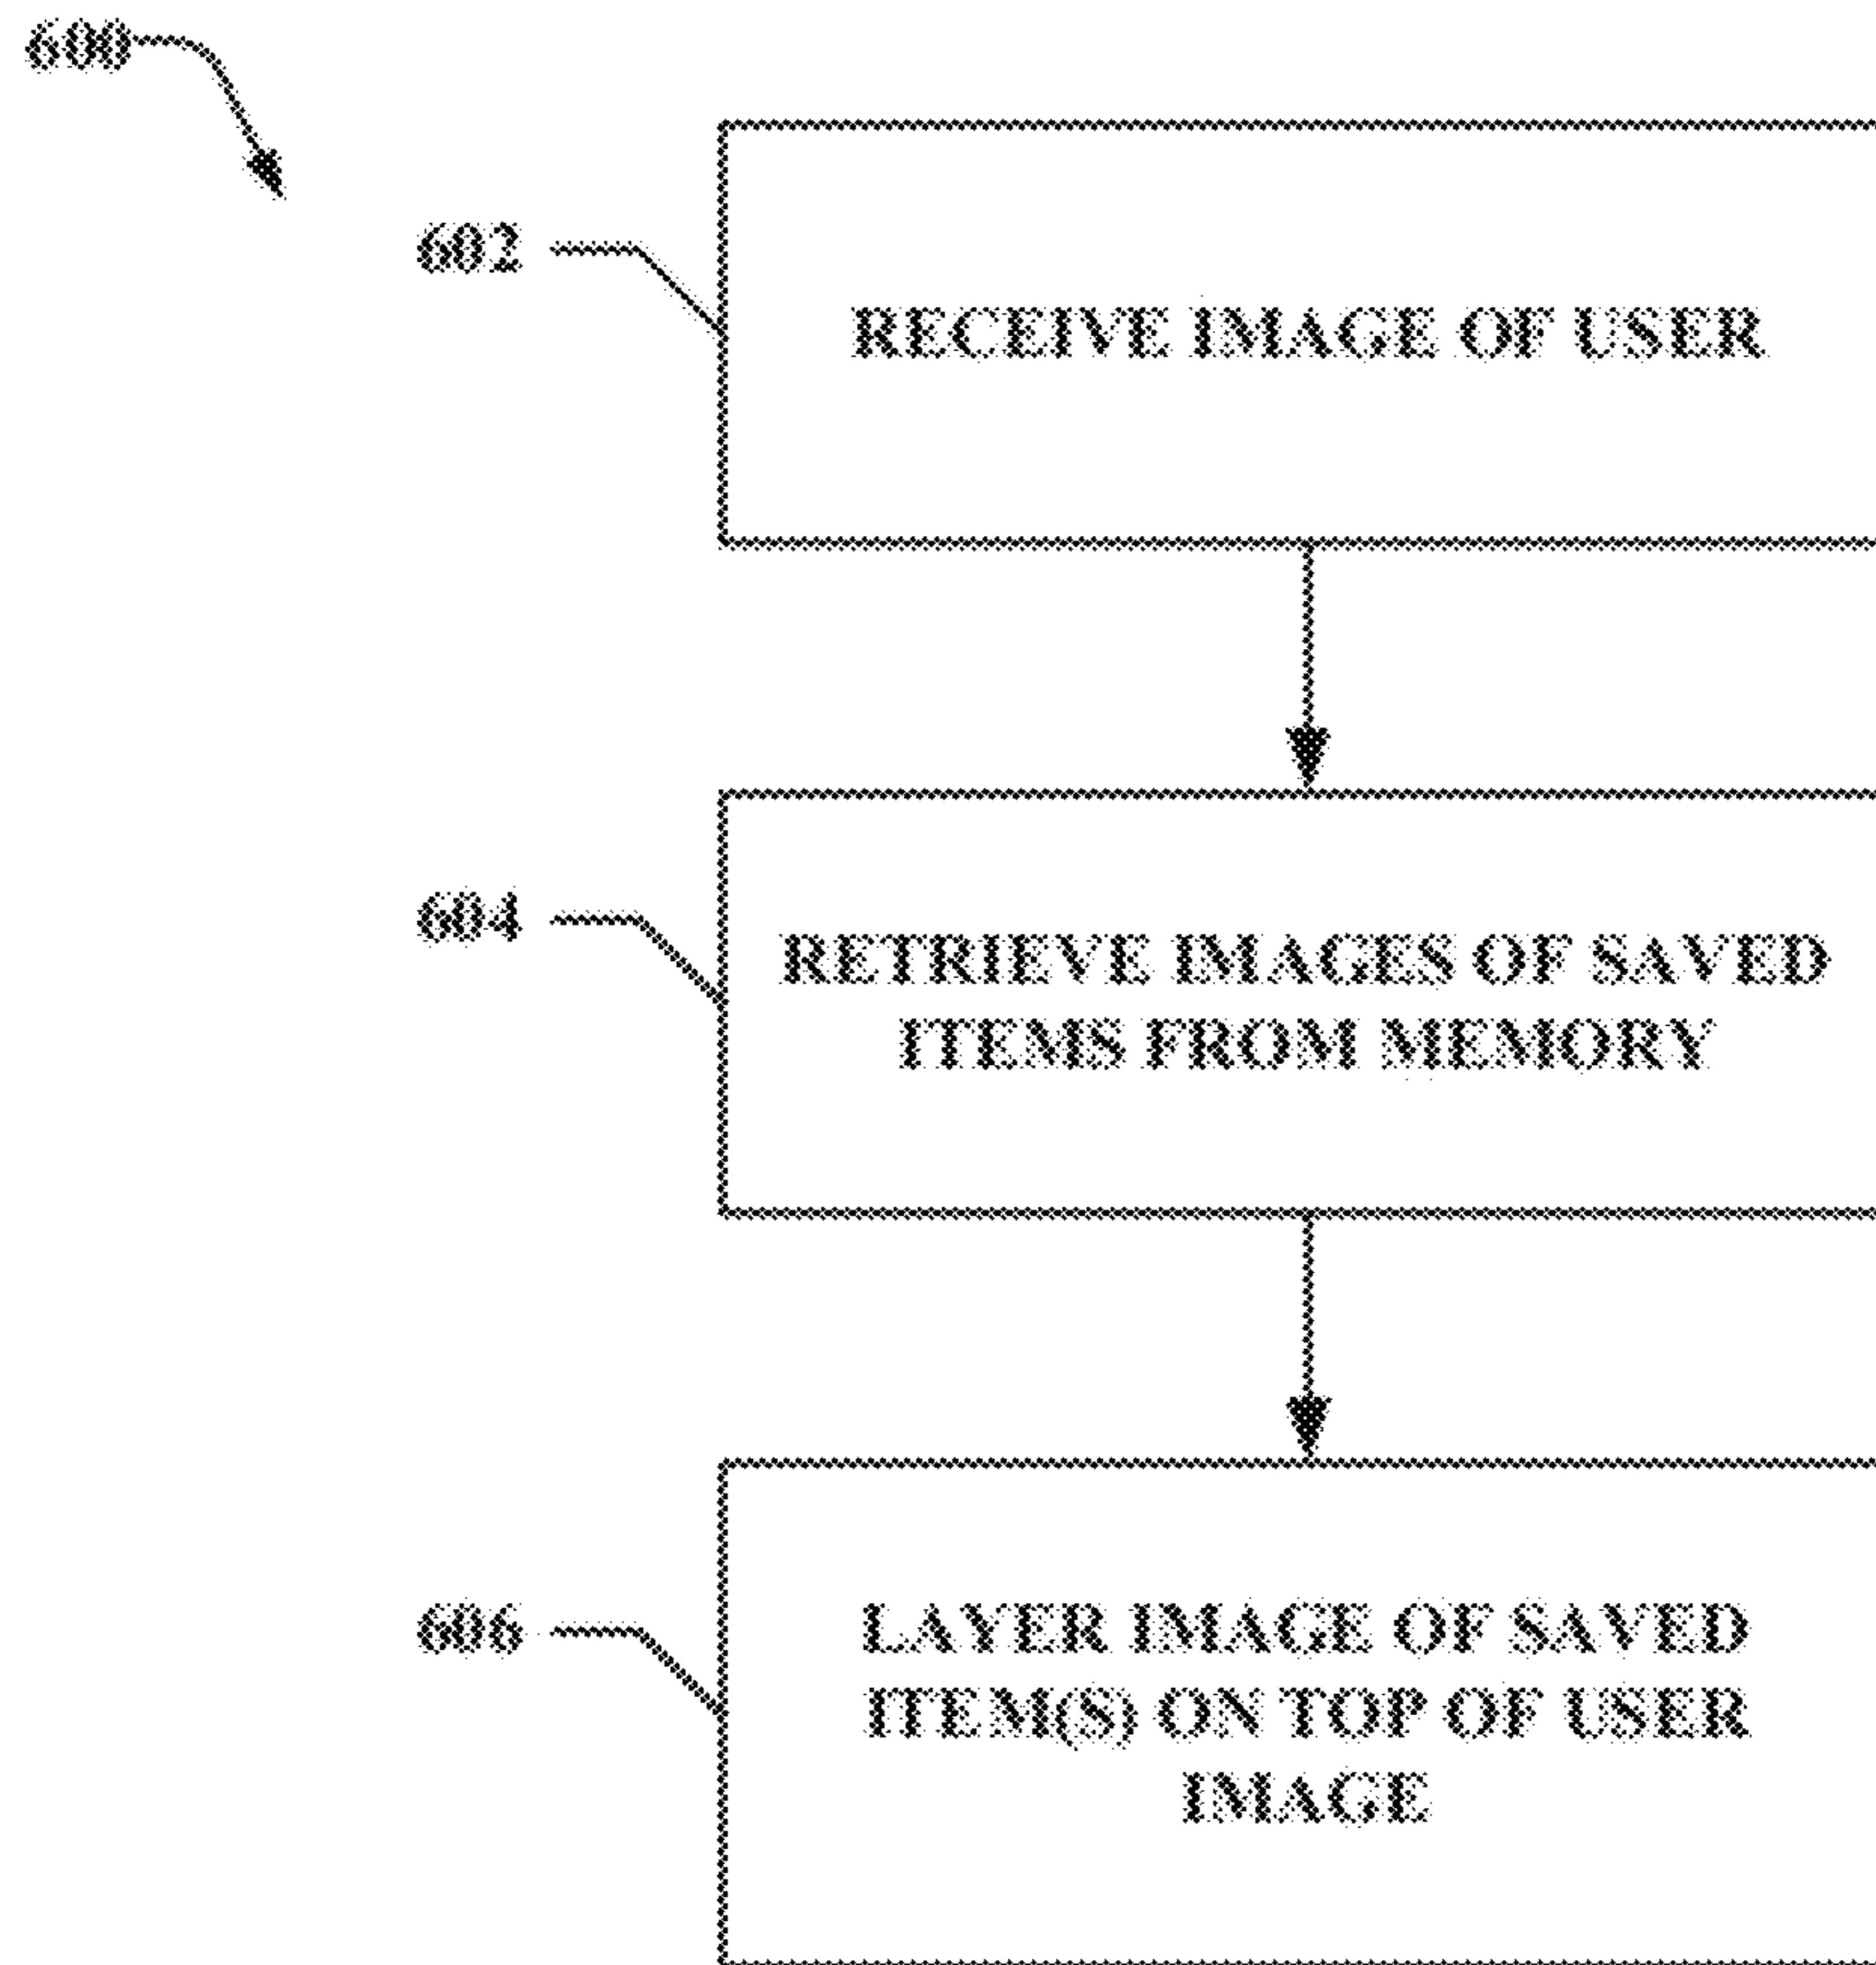 600
602
RECEIVE IMAGE OF USER
604
RETRIEVE IMAGES OF SAVED
ITEMS FROM MEMORY
606
LAYER IMAGE OF SAVED
ITEM(S) ON TOP OF USER
IMAGE